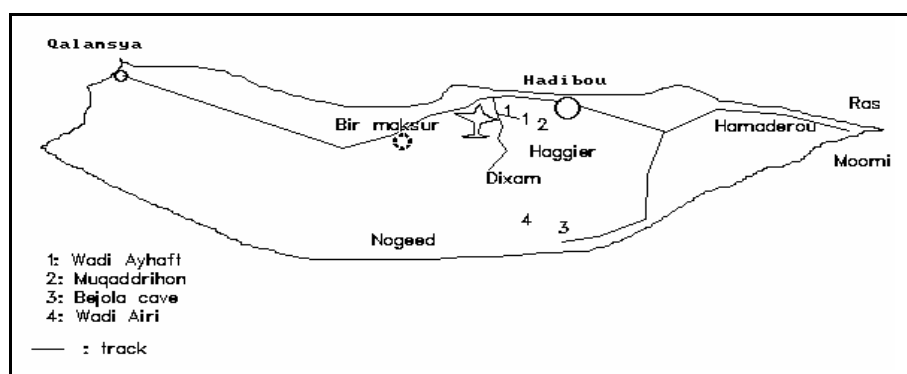 Qalansya
Hadibou
Ras
Bir maksur
1
1
2
Hamaderou
Haggier
Moomi
Dixam
4
3
Nogeed
1: Wadi Ayhaft
2: Muqaddrihon
3: Bejola cave
4: Wadi Airi
: track